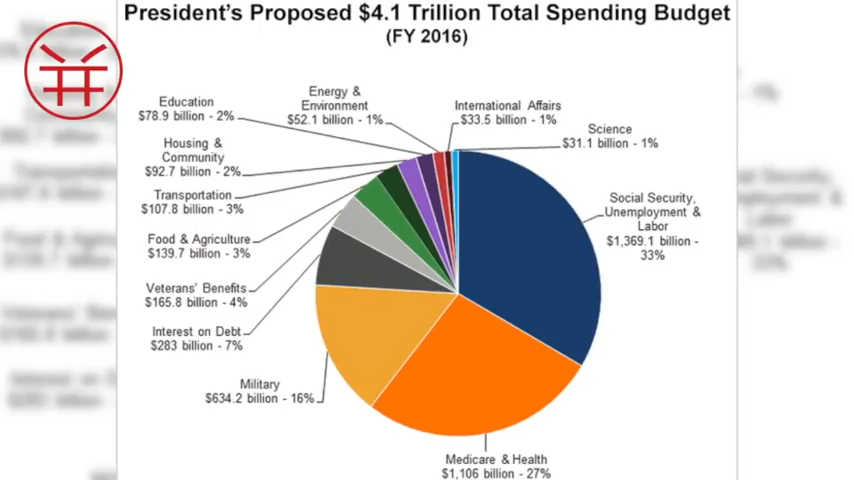 President's Proposed $4.1 Trillion Total Spending Budget
(FY 2016)
Energy &
Environment
$52.1 billion - 1%
International Affairs
$33.5 billion - 1%
Education
$78.9 billion - 2%
Science
$31.1 billion - 1%
Housing &
Community
$92.7 billion - 2%
Transportation
$107.8 billion - 3%
Social Security,
Unemployment &
Labor
$1,369.1 billion -
33%
Food & Agriculture
$139.7 billion - 3%
Veterans' Benefits
$165.8 billion - 4%
Interest on Debt
$283 billion - 7%
Military
$634.2 billion - 16%
Medicare & Health
$1,106 billion - 27%